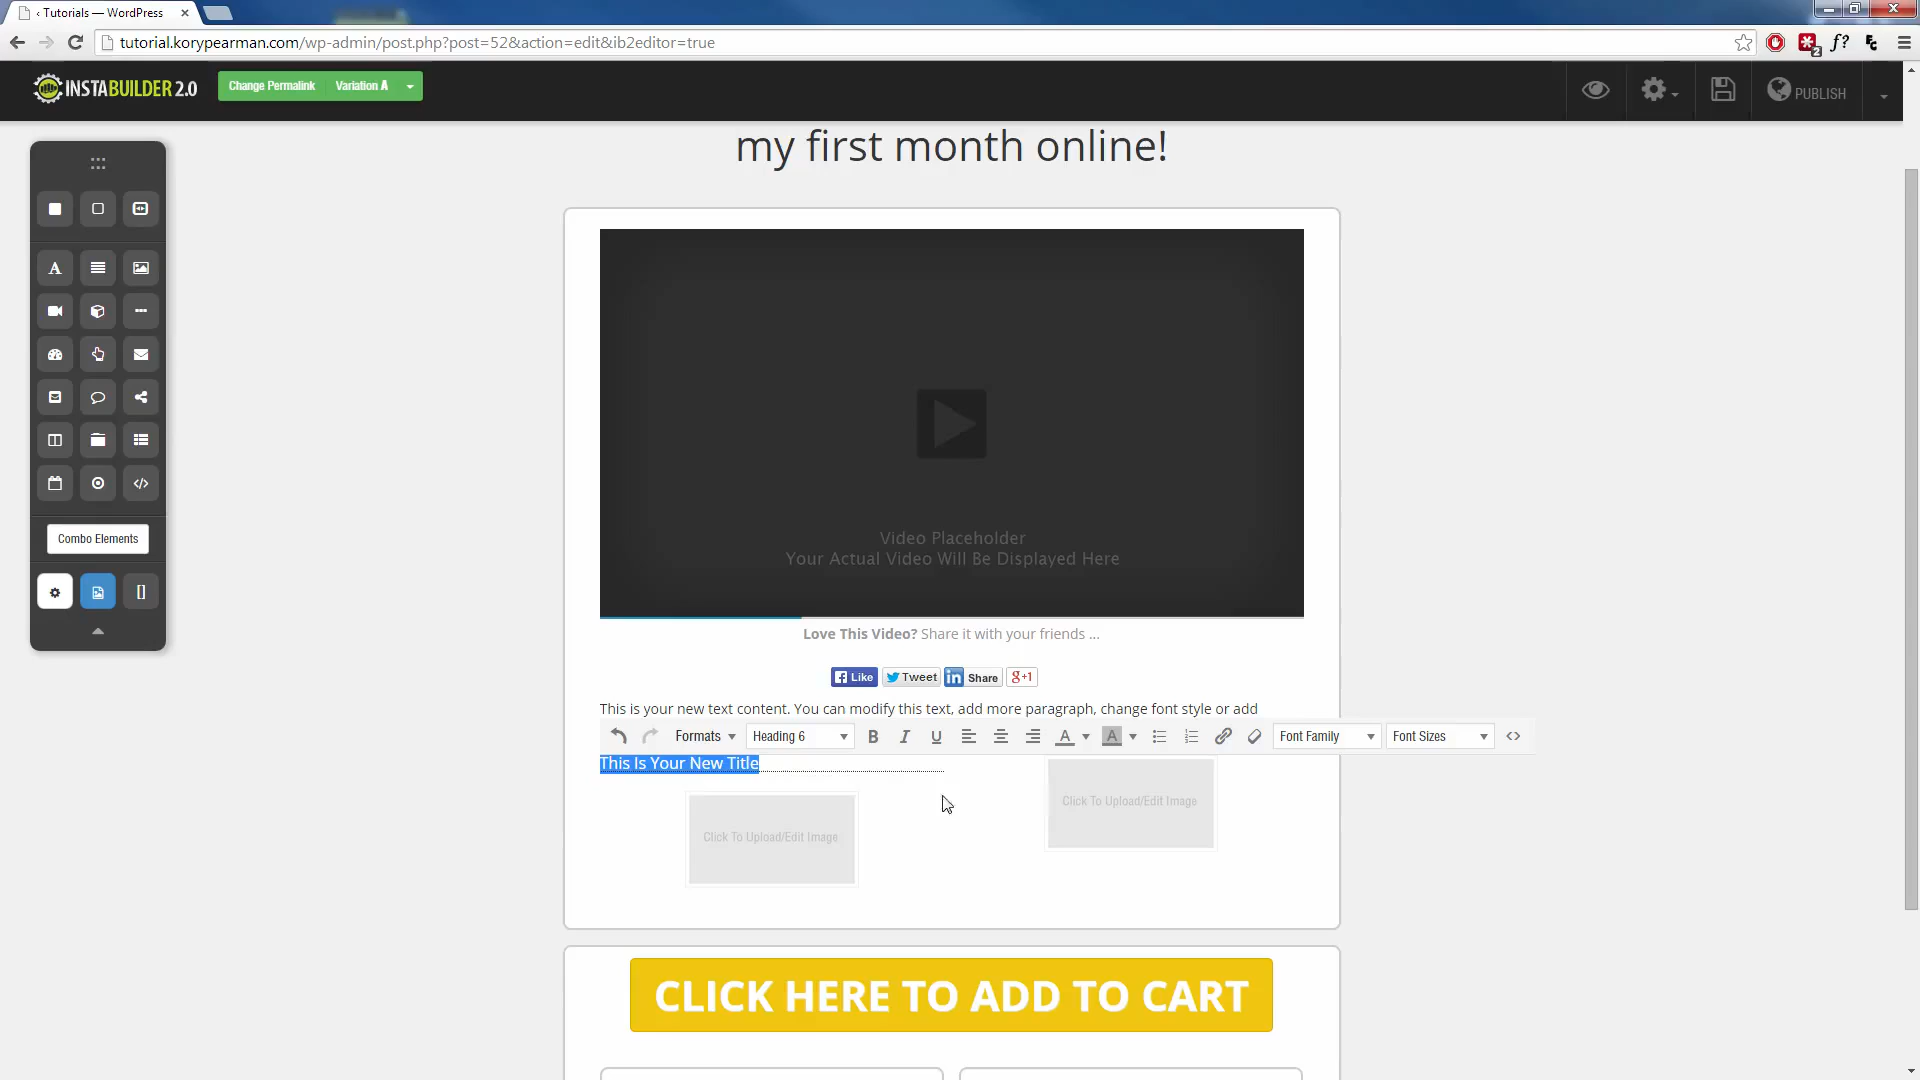 ‹ Tutorials — WordPress
tutorial.korypearman.com/wp-admin/post.php?post=52&action=edit&ib2editor=true
2
f?
INSTABUILDER 2.0
Change Permalink
Variation A
PUBLISH
my first month online!
Video Placeholder
Your Actual Video Will Be Displayed Here
Love This Video? Share it with your friends ...
Like
Tweet
in Share
g+1
This is your new text content. You can modify this text, add more paragraph, change font style or add
Formats
Heading 6
B
I
U
A
A
Font Family
Font Sizes
This Is Your New Title
Click To Upload/Edit Image
Click To Upload/Edit Image
A
Combo Elements
[]
CLICK HERE TO ADD TO CART